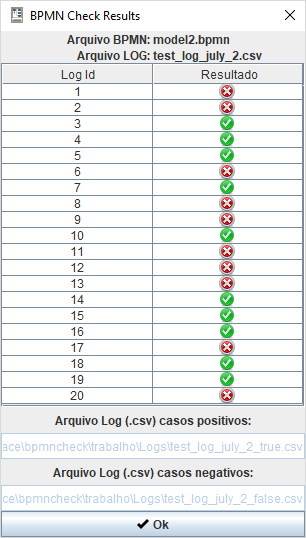 BPMN Check Results
Arquivo BPMN: model2.bpmn
Arquivo LOG: test_log_july_2.csv
Log Id Resultado
1
2
3
4
5
6
7
8
9
10
11
12
13
14
15
16
17
18
19
20
Arquivo Log (.csv) casos positivos:
ace\bpmncheck\trabalho\Logs\test_log_july_2_true.csv
Arquivo Log (.csv) casos negativos:
ce\bpmncheck\trabalho\Logs\test_log_july_2_false.csv
Ok